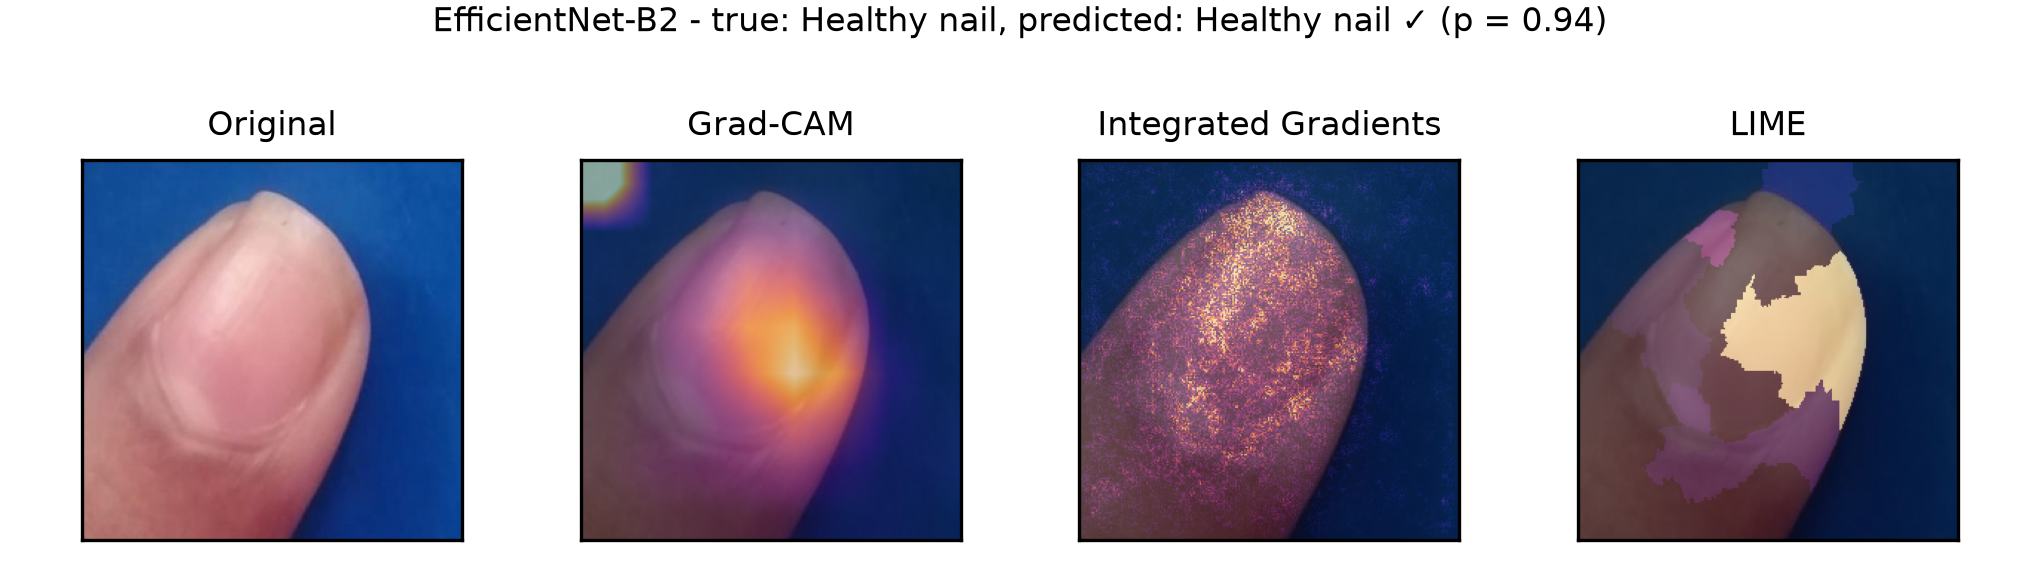 EfficientNet-B2 - true: Healthy nail, predicted: Healthy nail ✓ (p = 0.94)
Original
Grad-CAM
Integrated Gradients
LIME